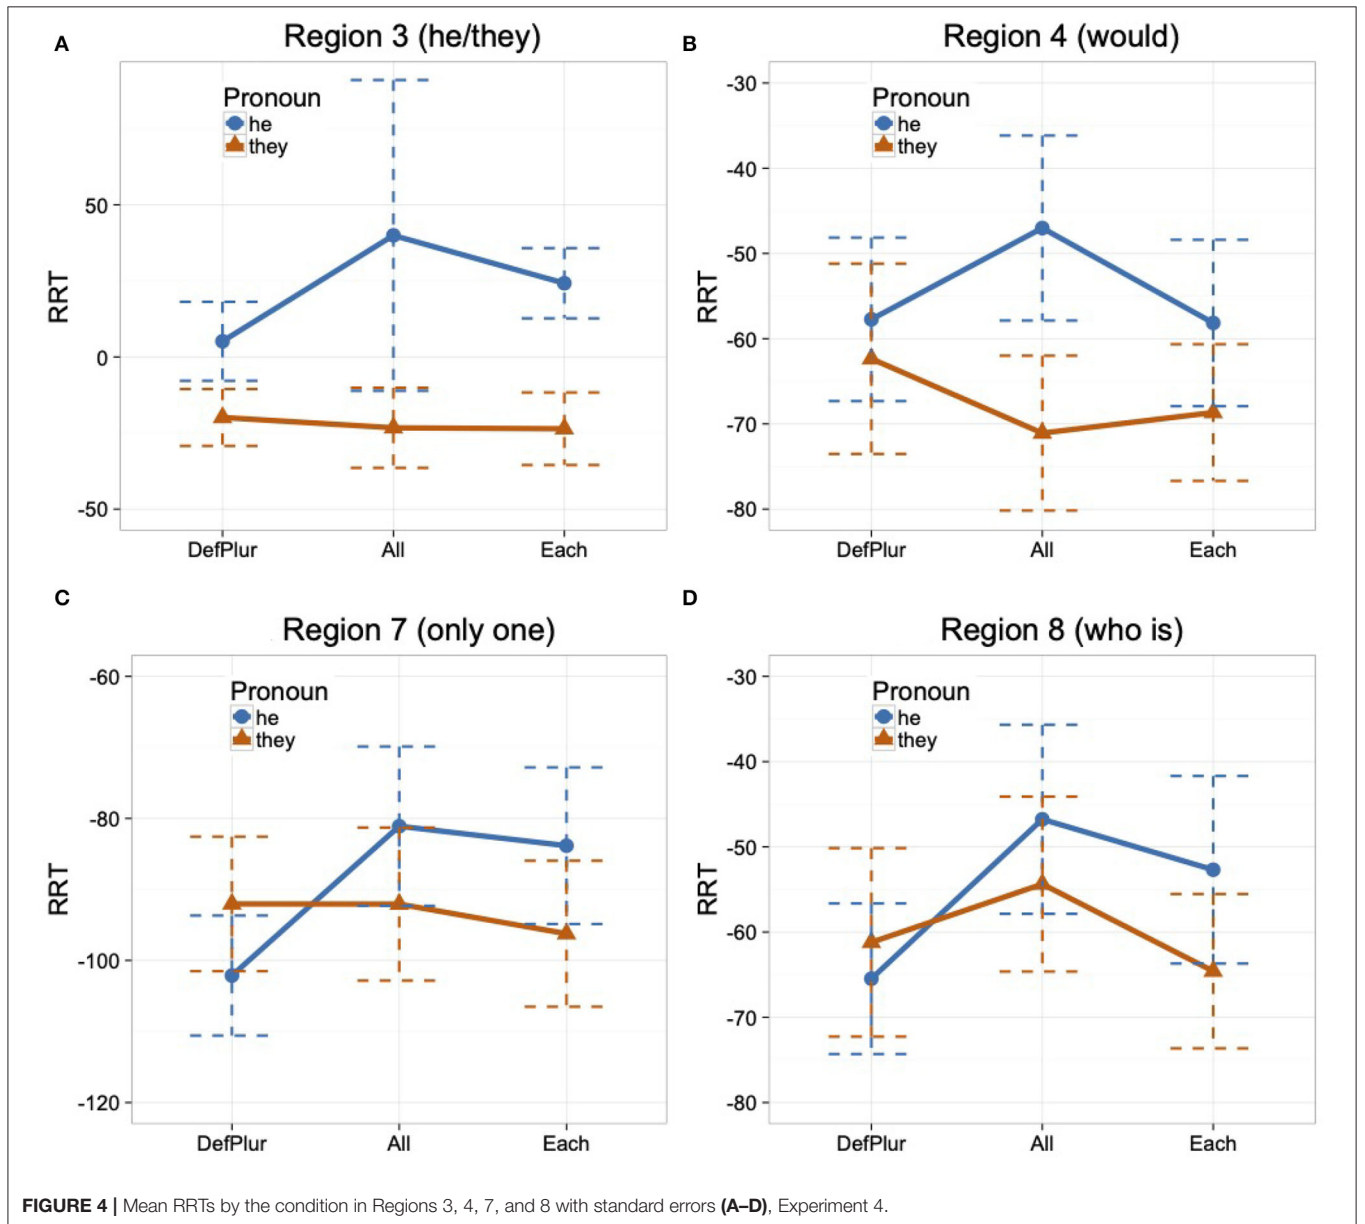 A
Region 3 (he/they)
Pronoun
he
they
50
0
-50
RRT
DefPlur All Each
B
Region 4 (would)
Pronoun
he
they
-30
-40
-50
-60
-70
-80
RRT
DefPlur All Each
C
Region 7 (only one)
Pronoun
he
they
-60
-80
-100
-120
RRT
DefPlur All Each
D
Region 8 (who is)
Pronoun
he
they
-30
-40
-50
-60
-70
-80
RRT
DefPlur All Each
FIGURE 4 | Mean RRTs by the condition in Regions 3, 4, 7, and 8 with standard errors (A–D), Experiment 4.